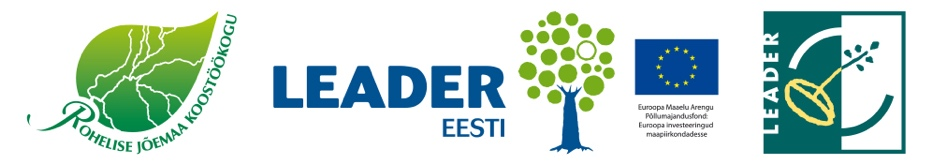 ROHELISE JÕEMAA KOOSTÖÖKOGU
LEADER
EESTI
Euroopa Maaelu Arengu
Põllumajandusfond:
Euroopa investeeringud
maapiirkondadesse
LEADER